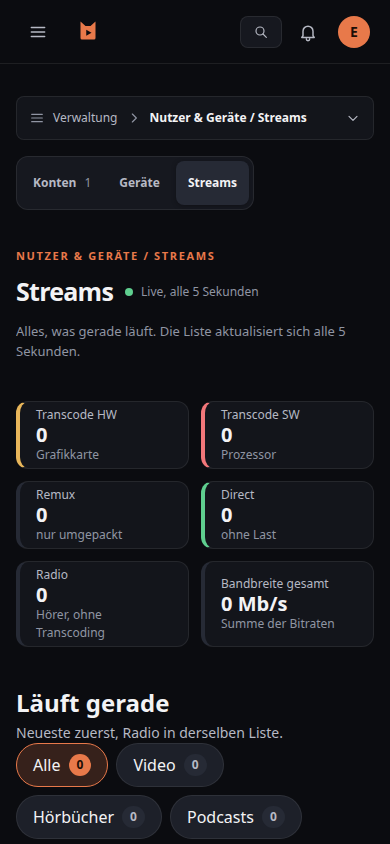 E
Verwaltung > Nutzer & Geräte / Streams
Konten 1 Geräte Streams
NUTZER & GERÄTE / STREAMS
Streams Live, alle 5 Sekunden
Alles, was gerade läuft. Die Liste aktualisiert sich alle 5
Sekunden.
Transcode HW
0
Grafikkarte
Transcode SW
0
Prozessor
Remux
0
nur umgepackt
Direct
0
ohne Last
Radio
0
Hörer, ohne
Transcoding
Bandbreite gesamt
0 Mb/s
Summe der Bitraten
Läuft gerade
Neueste zuerst, Radio in derselben Liste.
Alle 0 Video 0
Hörbücher 0 Podcasts 0